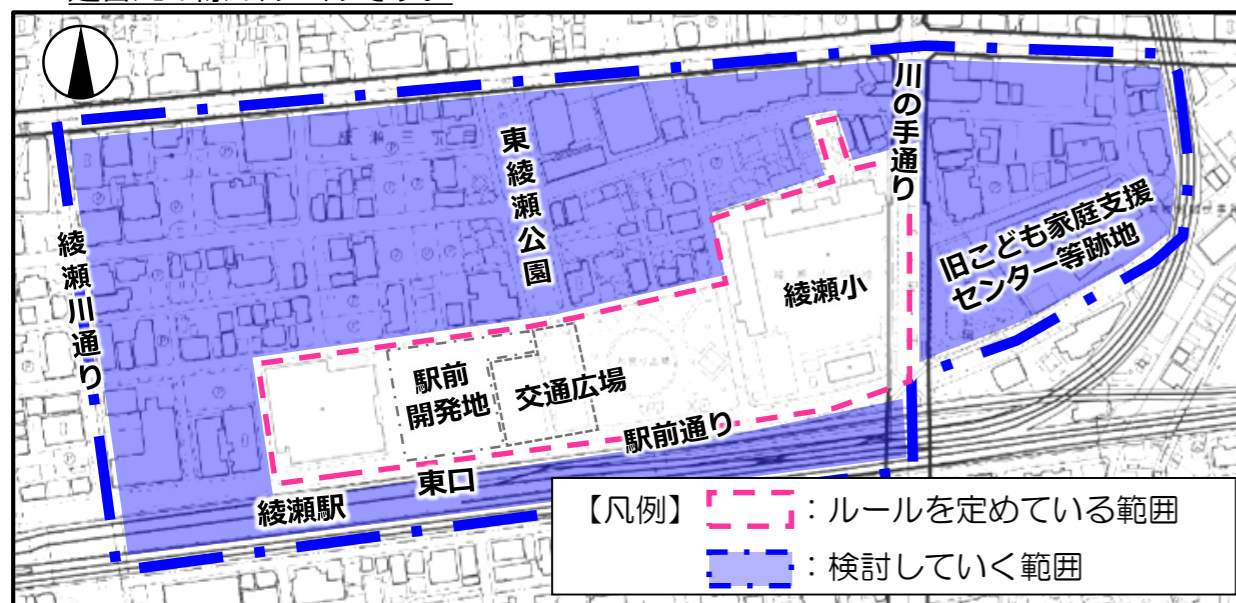 川の手通り
東綾瀬公園
綾瀬川通り
旧こども家庭支援
センター等跡地
綾瀬小
駅前
開発地
交通広場
駅前通り
東口
綾瀬駅
【凡例】
：ルールを定めている範囲
：検討していく範囲